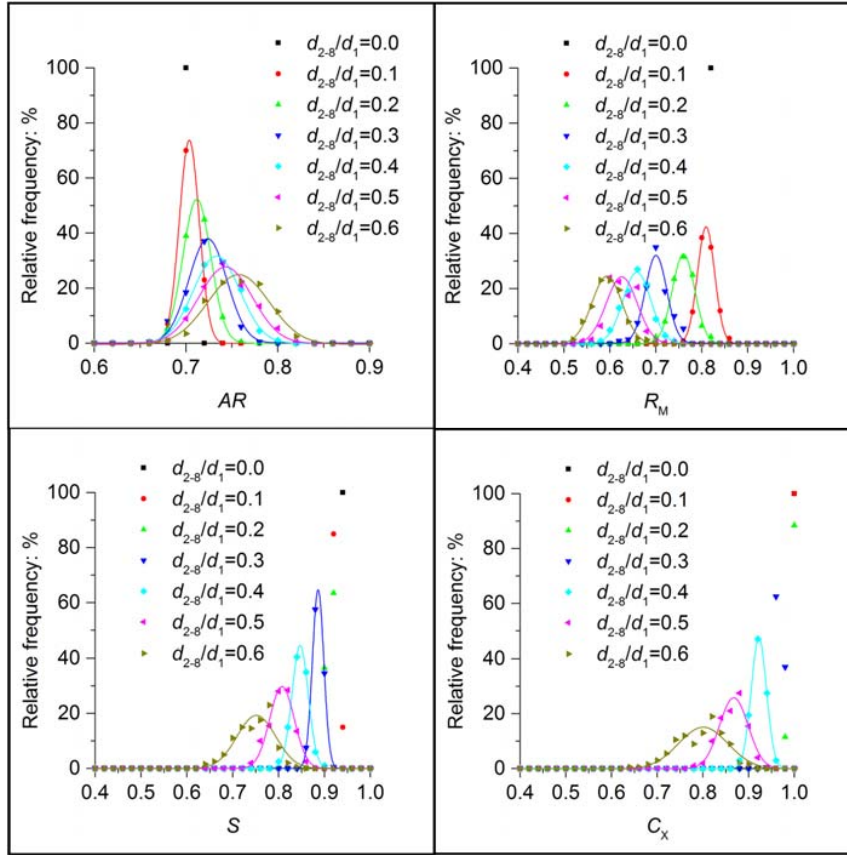 d2-8/d1=0.0
d2-8/d1=0.1
d2-8/d1=0.2
d2-8/d1=0.3
d2-8/d1=0.4
d2-8/d1=0.5
d2-8/d1=0.6
100
80
60
40
20
0
Relative frequency: %
0.6 0.7 0.8 0.9
AR
d2-8/d1=0.0
d2-8/d1=0.1
d2-8/d1=0.2
d2-8/d1=0.3
d2-8/d1=0.4
d2-8/d1=0.5
d2-8/d1=0.6
100
80
60
40
20
0
Relative frequency: %
0.4 0.5 0.6 0.7 0.8 0.9 1.0
RM
d2-8/d1=0.0
d2-8/d1=0.1
d2-8/d1=0.2
d2-8/d1=0.3
d2-8/d1=0.4
d2-8/d1=0.5
d2-8/d1=0.6
100
80
60
40
20
0
Relative frequency: %
0.4 0.5 0.6 0.7 0.8 0.9 1.0
S
d2-8/d1=0.0
d2-8/d1=0.1
d2-8/d1=0.2
d2-8/d1=0.3
d2-8/d1=0.4
d2-8/d1=0.5
d2-8/d1=0.6
100
80
60
40
20
0
Relative frequency: %
0.4 0.5 0.6 0.7 0.8 0.9 1.0
CX